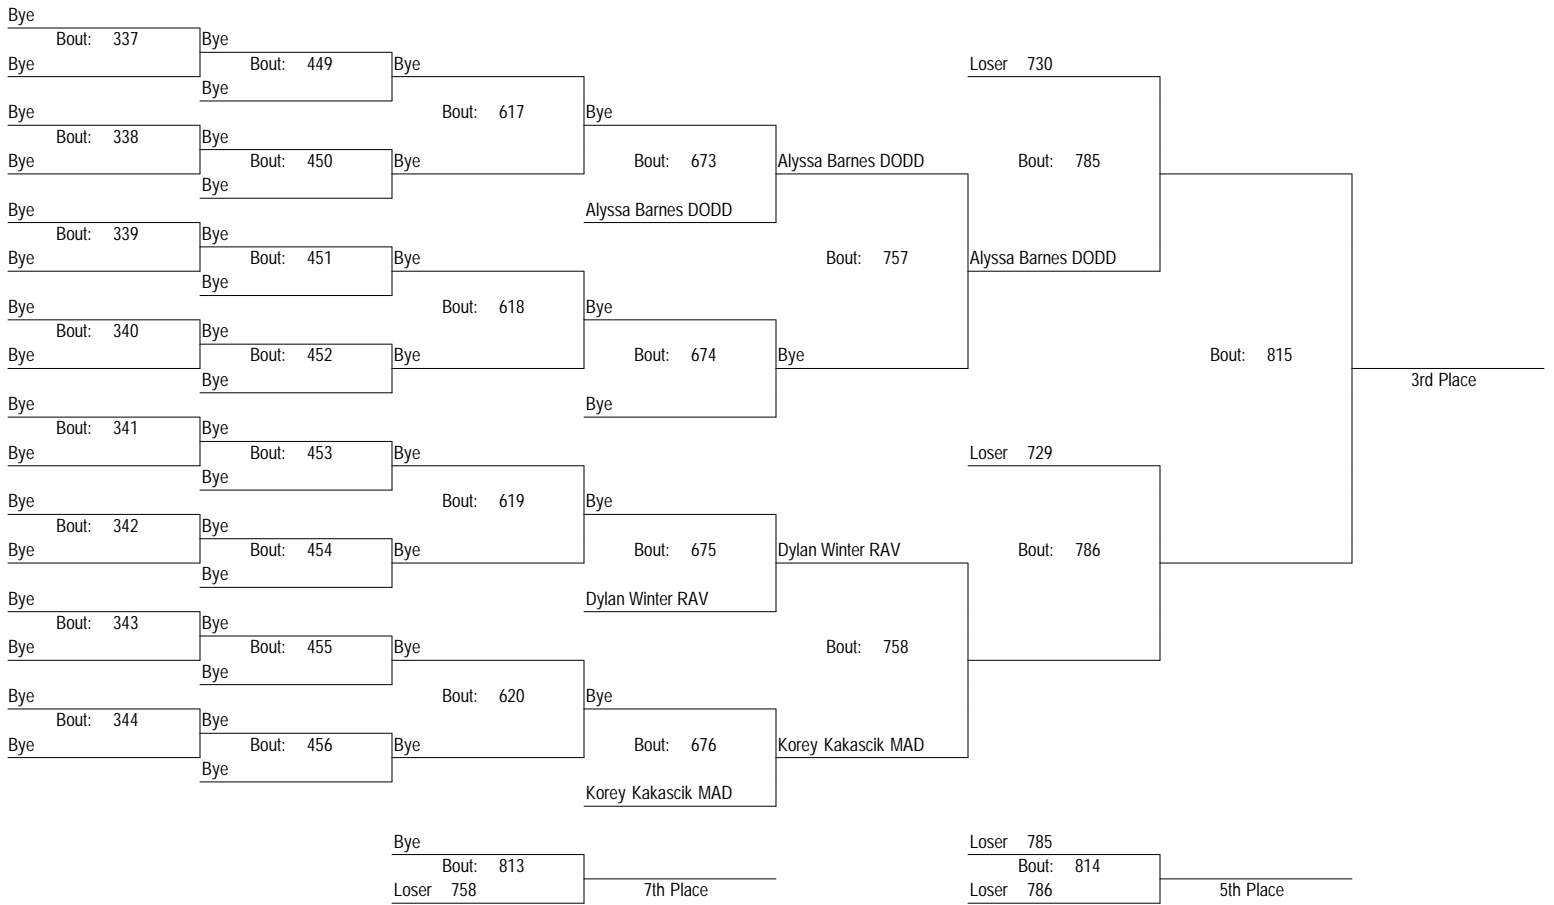 Bye
Bout: 337 Bye
Bye Bout: 449 Bye Loser 730
Bye
Bye Bout: 617 Bye
Bout: 338 Bye
Bye Bout: 450 Bye Bout: 673 Alyssa Barnes DODD Bout: 785
Bye
Bye Alyssa Barnes DODD
Bout: 339 Bye
Bye Bout: 451 Bye Bout: 757 Alyssa Barnes DODD
Bye
Bye Bout: 618 Bye
Bout: 340 Bye
Bye Bout: 452 Bye Bout: 674 Bye Bout: 815
Bye 3rd Place
Bye Bye
Bout: 341 Bye
Bye Bout: 453 Bye Loser 729
Bye
Bye Bout: 619 Bye
Bout: 342 Bye
Bye Bout: 454 Bye Bout: 675 Dylan Winter RAV Bout: 786
Bye
Bye Dylan Winter RAV
Bout: 343 Bye
Bye Bout: 455 Bye Bout: 758
Bye
Bye Bout: 620 Bye
Bout: 344 Bye
Bye Bout: 456 Bye Bout: 676 Korey Kakascik MAD
Bye
Korey Kakascik MAD
Bye Loser 785
Bout: 813 Bout: 814
Loser 758 7th Place Loser 786 5th Place